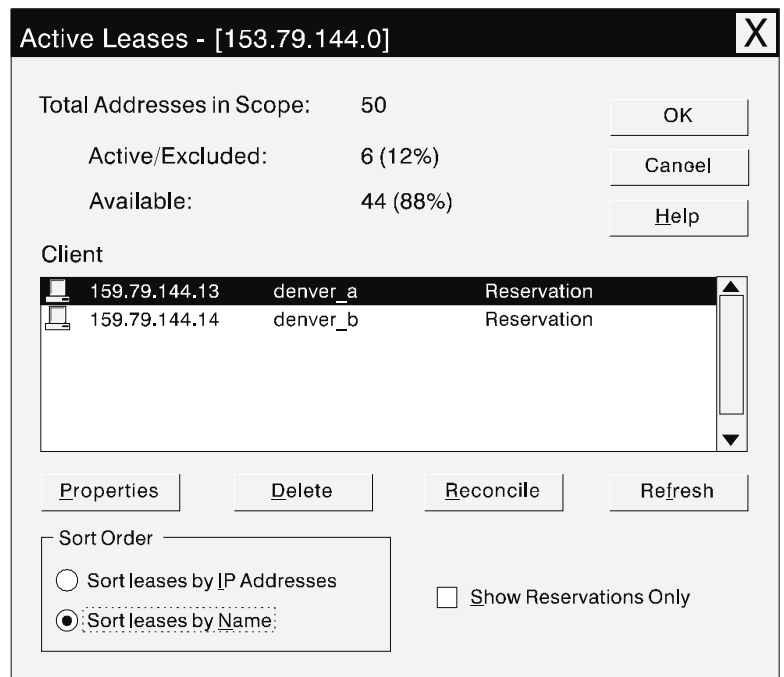 Active Leases - [153.79.144.0] X
Total Addresses in Scope: 50
OK
Active/Excluded: 6 (12%)
Cancel
Available: 44 (88%)
Help
Client
159.79.144.13 denver_a Reservation
159.79.144.14 denver_b Reservation
Properties Delete Reconcile Refresh
Sort Order
Sort leases by IP Addresses
Show Reservations Only
Sort leases by Name